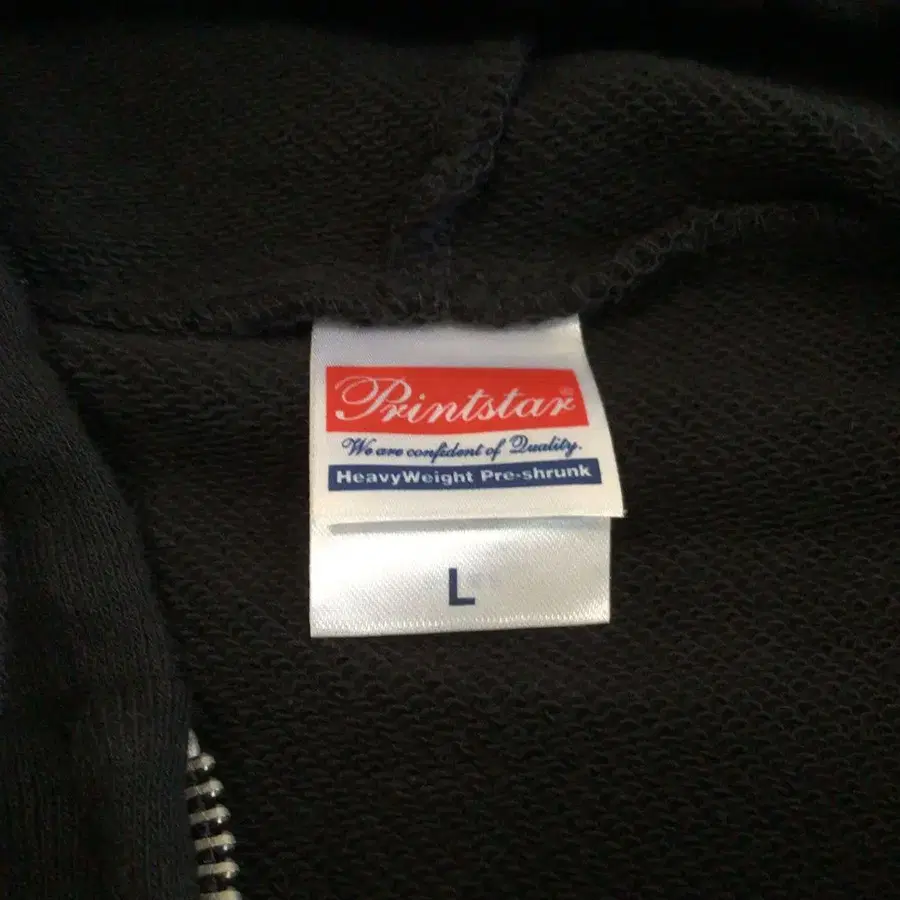 Printstar
We are confident of Quality.
HeavyWeight Pre-shrunk
L